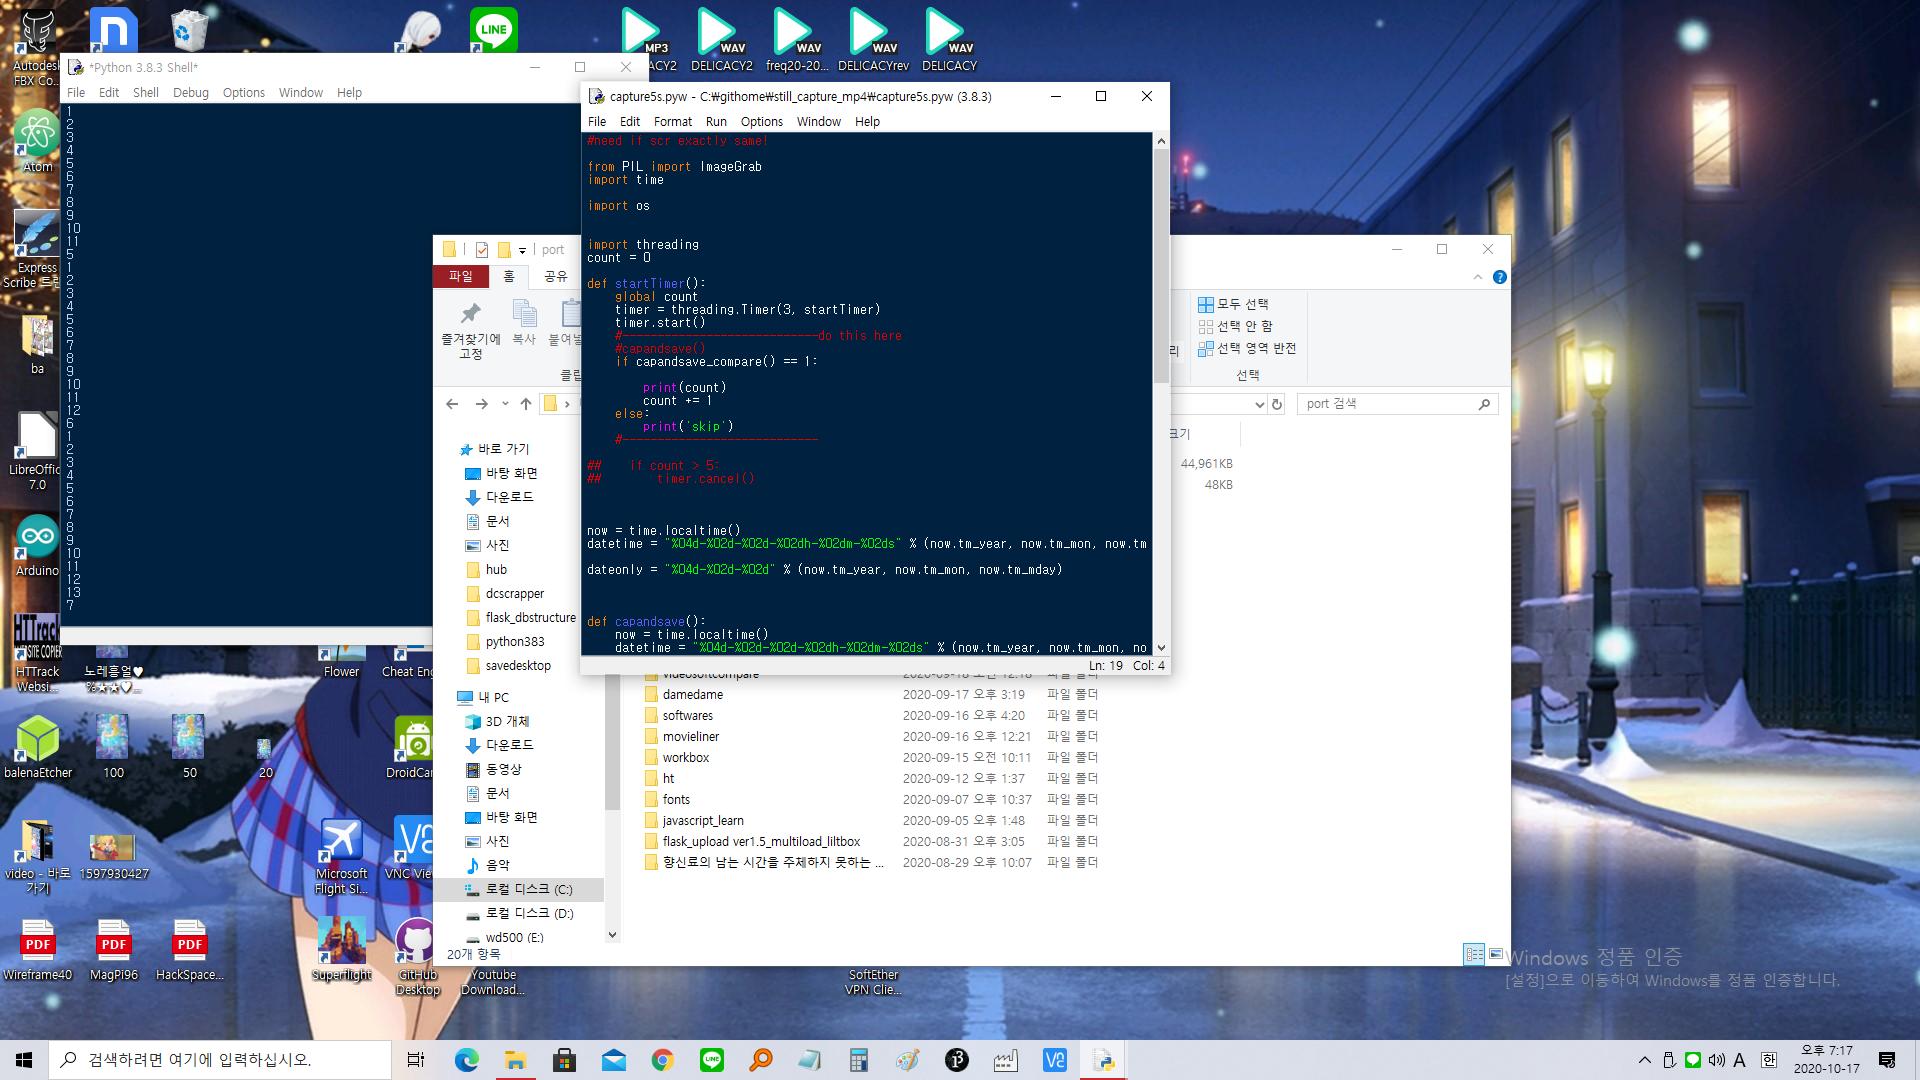 Autodesk
FBX Co...
LINE
MP3
WAV
WAV
WAV
WAV
ACY2
DELICACY2
freq20-20...
DELICACYrev
DELICACY
*Python 3.8.3 Shell*
File Edit Shell Debug Options Window Help
1
2
3
4
5
6
7
8
9
10
11
5
1
2
3
4
5
6
7
8
9
10
11
12
6
1
2
3
4
5
6
7
8
9
10
11
12
13
7
capture5s.pyw - C:₩githome₩still_capture_mp4₩capture5s.pyw (3.8.3)
File Edit Format Run Options Window Help
#need if scr exactly same!
from PIL import ImageGrab
import time
import os
import threading
count = 0
def startTimer():
    global count
    timer = threading.Timer(3, startTimer)
    timer.start()
    #----------------------------do this here
    #capandsave()
    if capandsave_compare() == 1:
        print(count)
        count += 1
    else:
        print('skip')
    #----------------------------
##    if count > 5:
##        timer.cancel()
now = time.localtime()
datetime = "%04d-%02d-%02d-%02dh-%02dm-%02ds" % (now.tm_year, now.tm_mon, now.tm
dateonly = "%04d-%02d-%02d" % (now.tm_year, now.tm_mon, now.tm_mday)
def capandsave():
    now = time.localtime()
    datetime = "%04d-%02d-%02d-%02dh-%02dm-%02ds" % (now.tm_year, now.tm_mon, no
Ln: 19 Col: 4
port
파일 홈 공유
즐겨찾기에
고정
복사
모두 선택
선택 안 함
선택 영역 반전
선택
port 검색
44,961KB
48KB
바로 가기
바탕 화면
다운로드
문서
사진
hub
dcscrapper
flask_dbstructure
python383
savedesktop
내 PC
3D 개체
다운로드
동영상
문서
바탕 화면
사진
음악
로컬 디스크 (C:)
로컬 디스크 (D:)
wd500 (E:)
20개 항목
videosoftcompare 2020-09-18 오전 12:18 파일 폴더
damedame 2020-09-17 오후 3:19 파일 폴더
softwares 2020-09-16 오후 4:20 파일 폴더
movieliner 2020-09-16 오후 12:21 파일 폴더
workbox 2020-09-15 오전 10:11 파일 폴더
ht 2020-09-12 오후 1:37 파일 폴더
fonts 2020-09-07 오후 10:37 파일 폴더
javascript_learn 2020-09-05 오후 1:48 파일 폴더
flask_upload ver1.5_multiload_liltbox 2020-08-31 오후 3:05 파일 폴더
향신료의 남는 시간을 주체하지 못하는 ... 2020-08-29 오후 10:07 파일 폴더
Atom
Express
Scribe
ba
LibreOffic
7.0
Arduino
HTTrack
WEBSITE COPIER
HTTrack
Websi...
노레흥얼♥
%★★♥...
Flower
Cheat Eng
balenaEtcher
100
50
20
DroidCam
video - 바로
가기
1597930427
Microsoft
Flight Si...
VNC Vie
PDF
PDF
PDF
Wireframe40
MagPi96
HackSpace...
Superflight
GitHub
Desktop
Youtube
Download...
SoftEther
VPN Clie...
Windows 정품 인증
[설정]으로 이동하여 Windows를 정품 인증합니다.
검색하려면 여기에 입력하십시오.
A
한
오후 7:17
2020-10-17